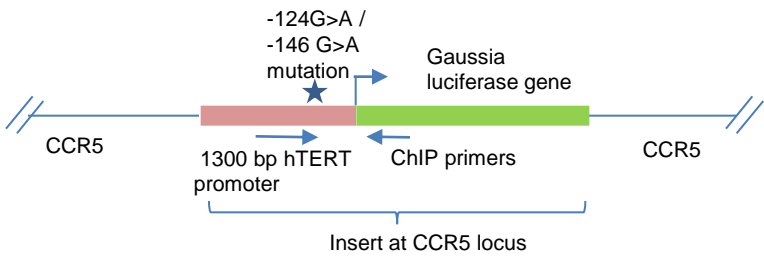 -124G>A /
-146 G>A
mutation
Gaussia
luciferase gene
CCR5
1300 bp hTERT
promoter
ChIP primers
CCR5
Insert at CCR5 locus